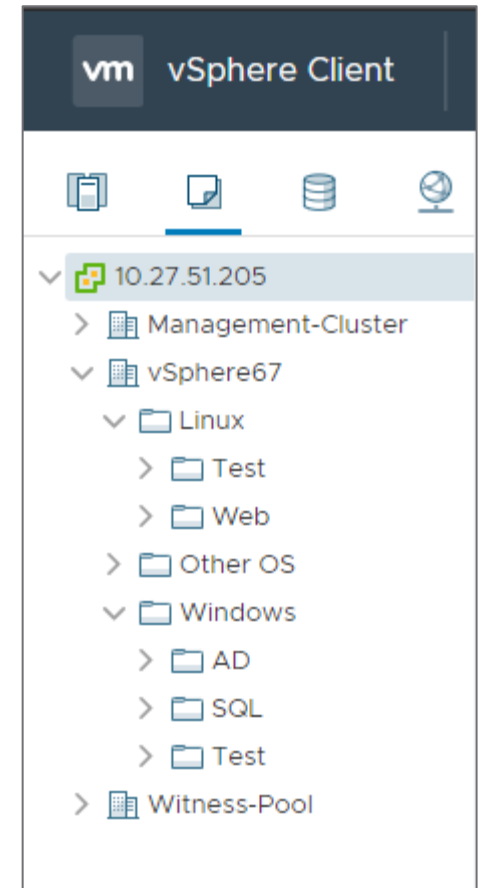 vm vSphere Client
10.27.51.205
Management-Cluster
vSphere67
Linux
Test
Web
Other OS
Windows
AD
SQL
Test
Witness-Pool